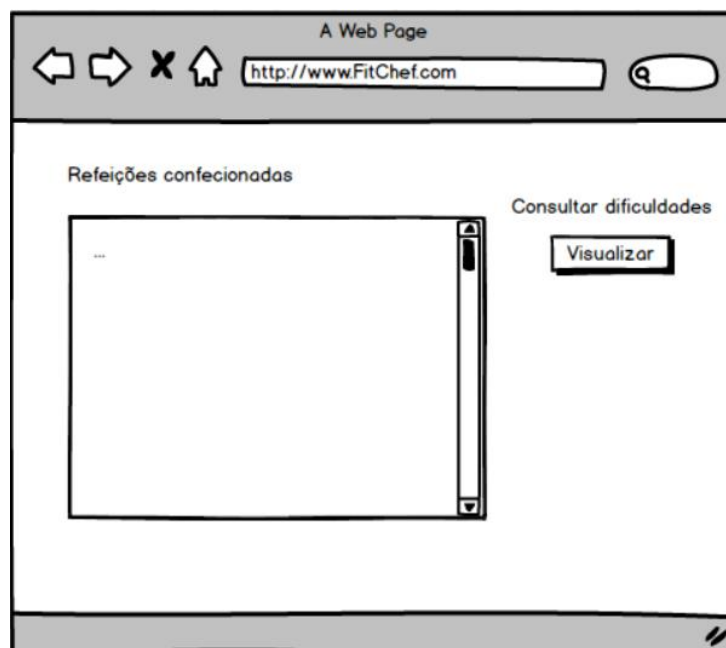 A Web Page
http://www.FitChef.com
Refeições confecionadas
Consultar dificuldades
...
Visualizar